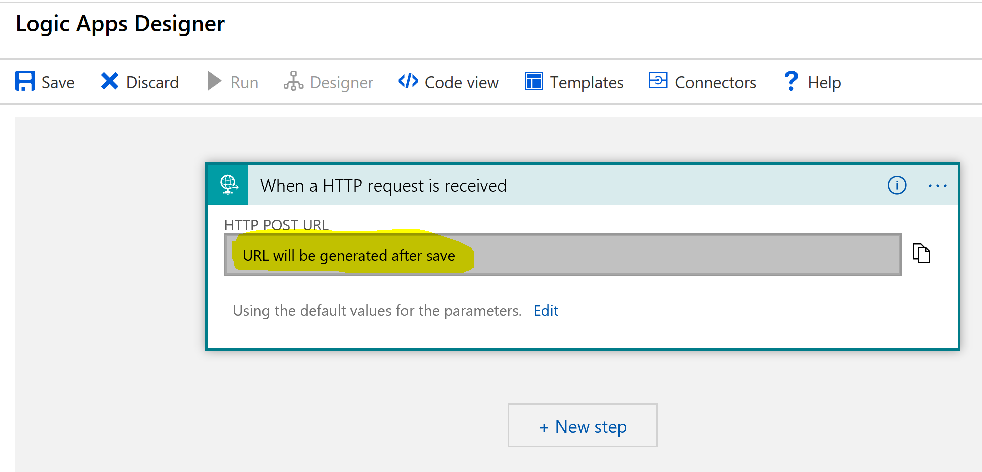 Logic Apps Designer
Save Discard Run Designer Code view Templates Connectors ? Help
When a HTTP request is received
HTTP POST URL
URL will be generated after save
Using the default values for the parameters. Edit
+ New step